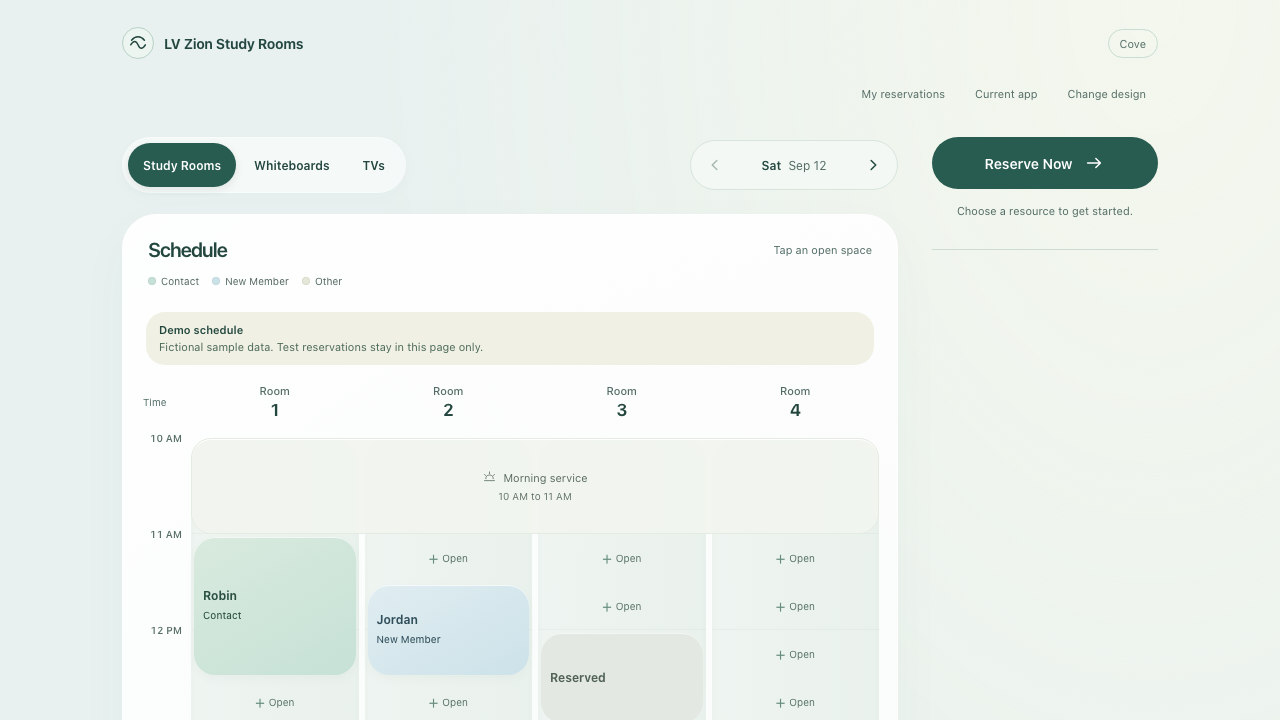 LV Zion Study Rooms
Cove
My reservations
Current app
Change design
Study Rooms
Whiteboards
TVs
Sat Sep 12
Reserve Now
Choose a resource to get started.
Schedule
Tap an open space
Contact
New Member
Other
Demo schedule
Fictional sample data. Test reservations stay in this page only.
Time
Room
1
Room
2
Room
3
Room
4
10 AM
Morning service
10 AM to 11 AM
11 AM
Open
Open
Open
Robin
Contact
Jordan
New Member
Open
Open
12 PM
Open
Reserved
Open
Open
Open